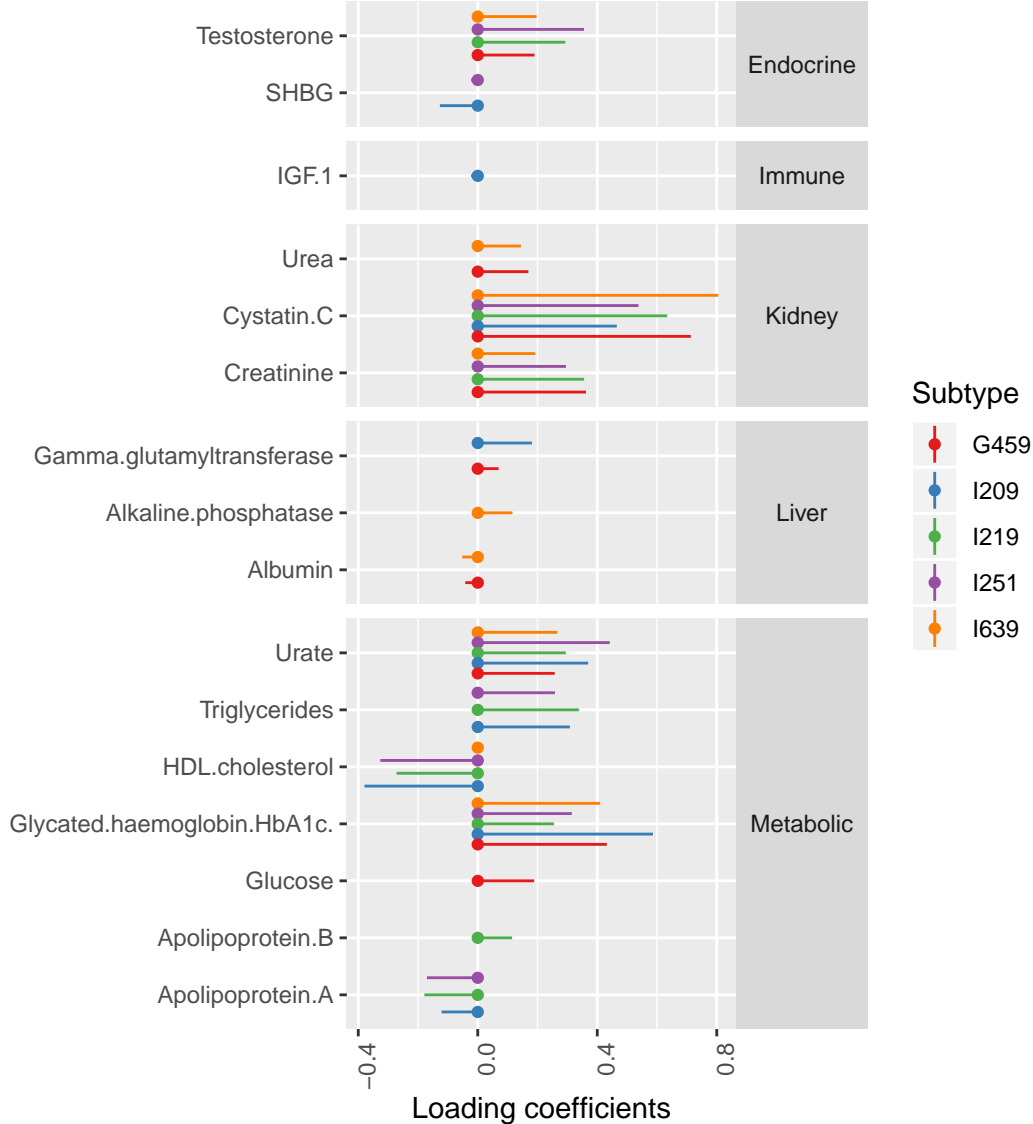 Testosterone
SHBG
Endocrine
IGF.1
Immune
Urea
Cystatin.C
Creatinine
Kidney
Gamma.glutamyltransferase
Alkaline.phosphatase
Albumin
Liver
Urate
Triglycerides
HDL.cholesterol
Glycated.haemoglobin.HbA1c.
Glucose
Apolipoprotein.B
Apolipoprotein.A
Metabolic
−0.4
0.0
0.4
0.8
Loading coefficients
Subtype
G459
I209
I219
I251
I639